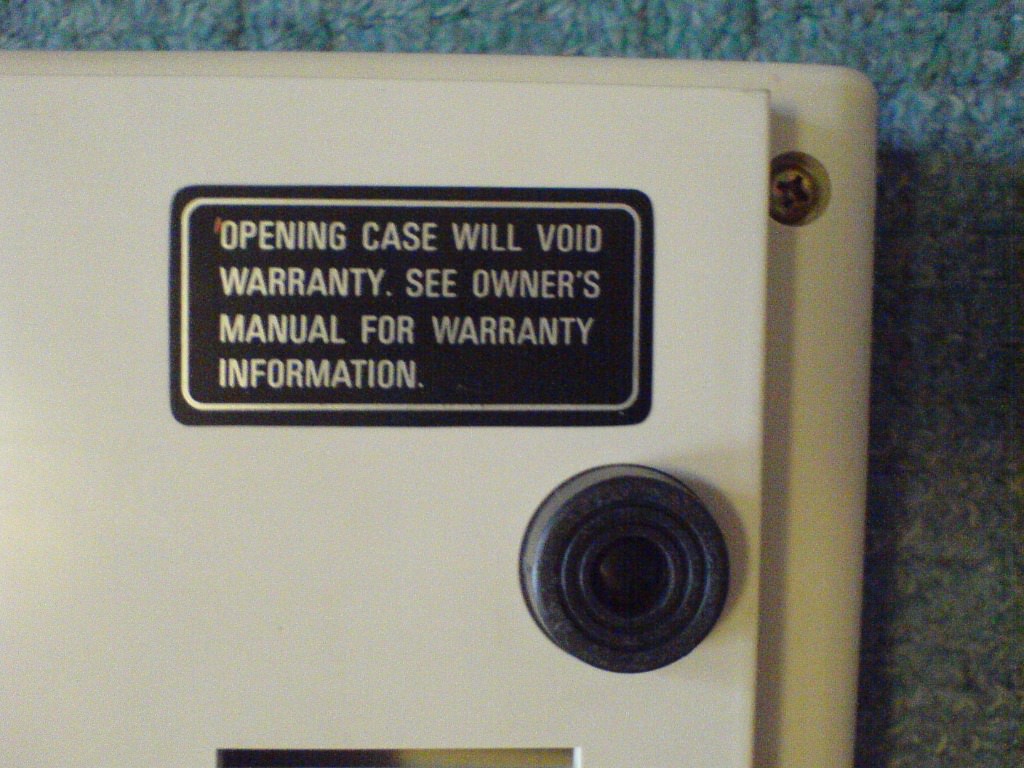 OPENING CASE WILL VOID
WARRANTY. SEE OWNER'S
MANUAL FOR WARRANTY
INFORMATION.